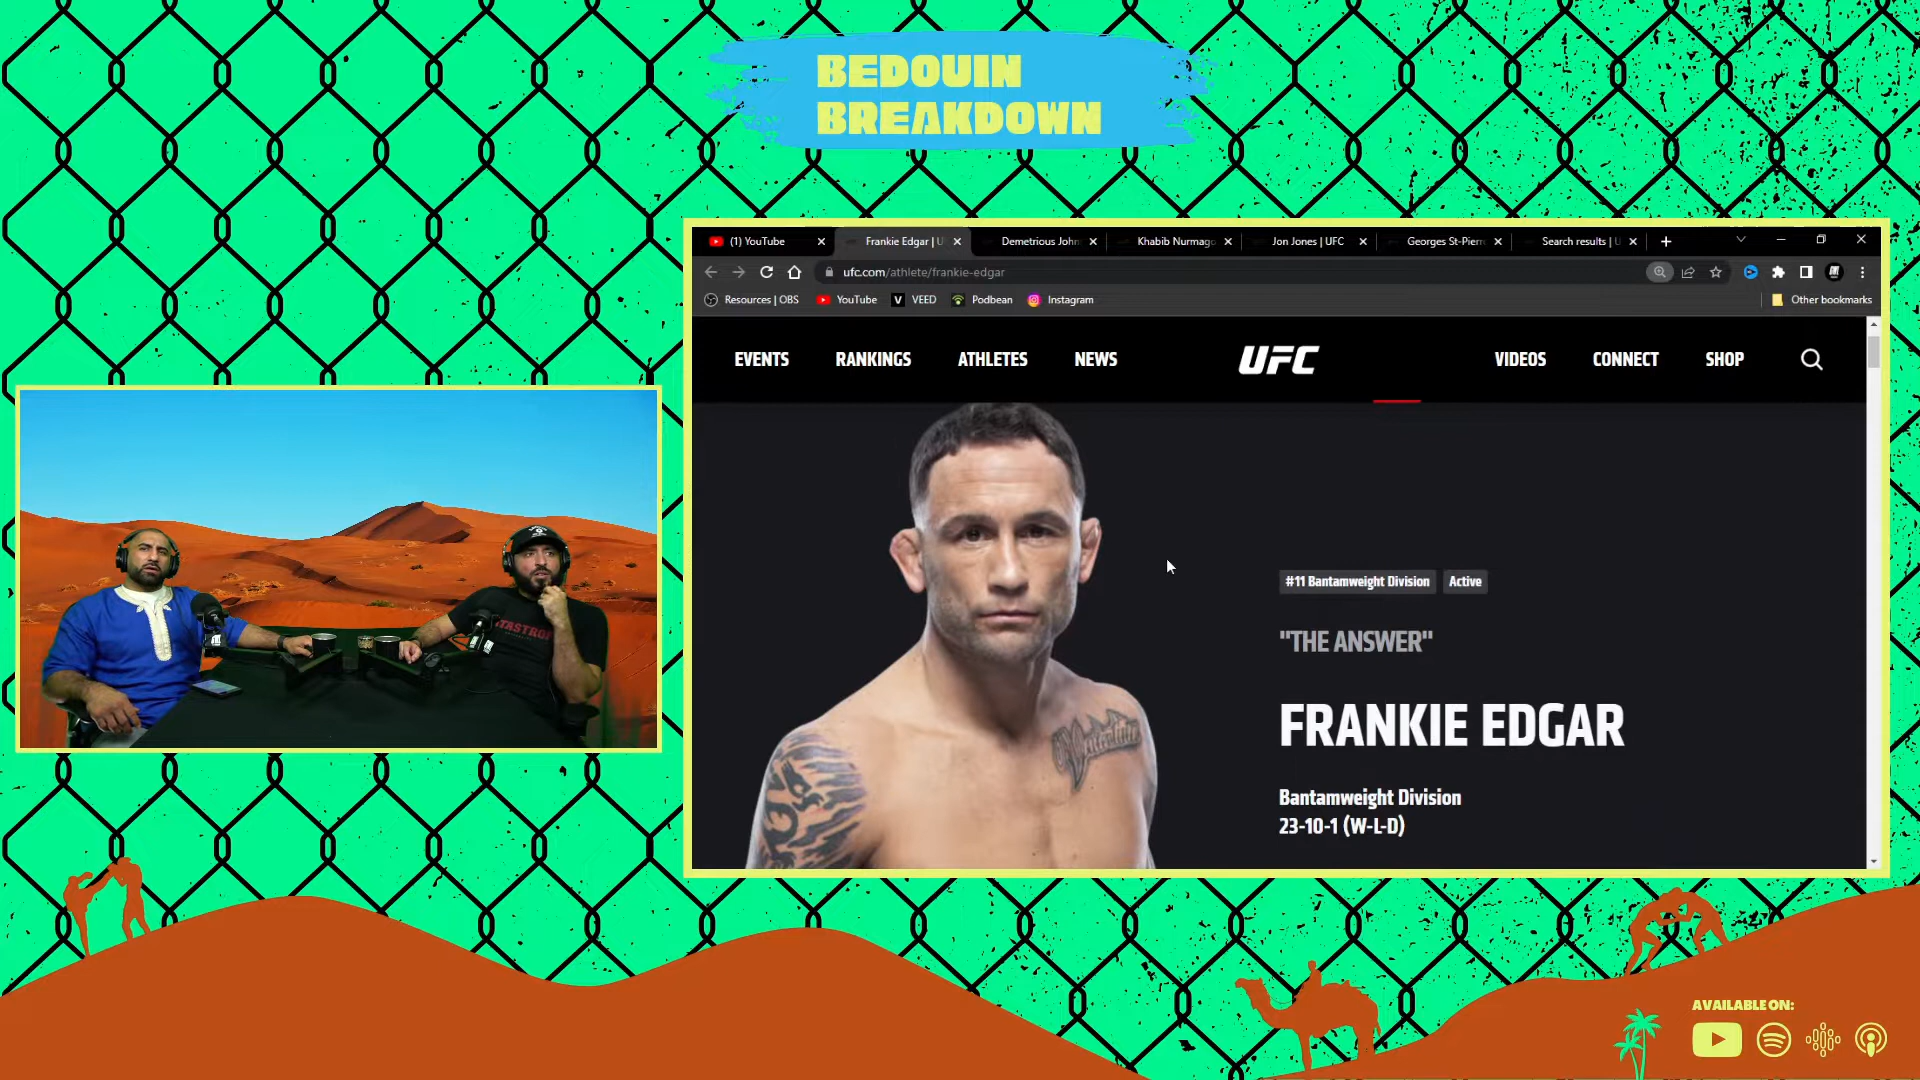 BEDOUIN
BREAKDOWN
(1) YouTube
Frankie Edgar | U
Demetrious John
Khabib Nurmago
Jon Jones | UFC
Georges St-Pierr
Search results | U
ufc.com/athlete/frankie-edgar
Resources | OBS
YouTube
VEED
Podbean
Instagram
Other bookmarks
EVENTS
RANKINGS
ATHLETES
NEWS
UFC
VIDEOS
CONNECT
SHOP
#11 Bantamweight Division
Active
"THE ANSWER"
FRANKIE EDGAR
Bantamweight Division
23-10-1 (W-L-D)
AVAILABLE ON: